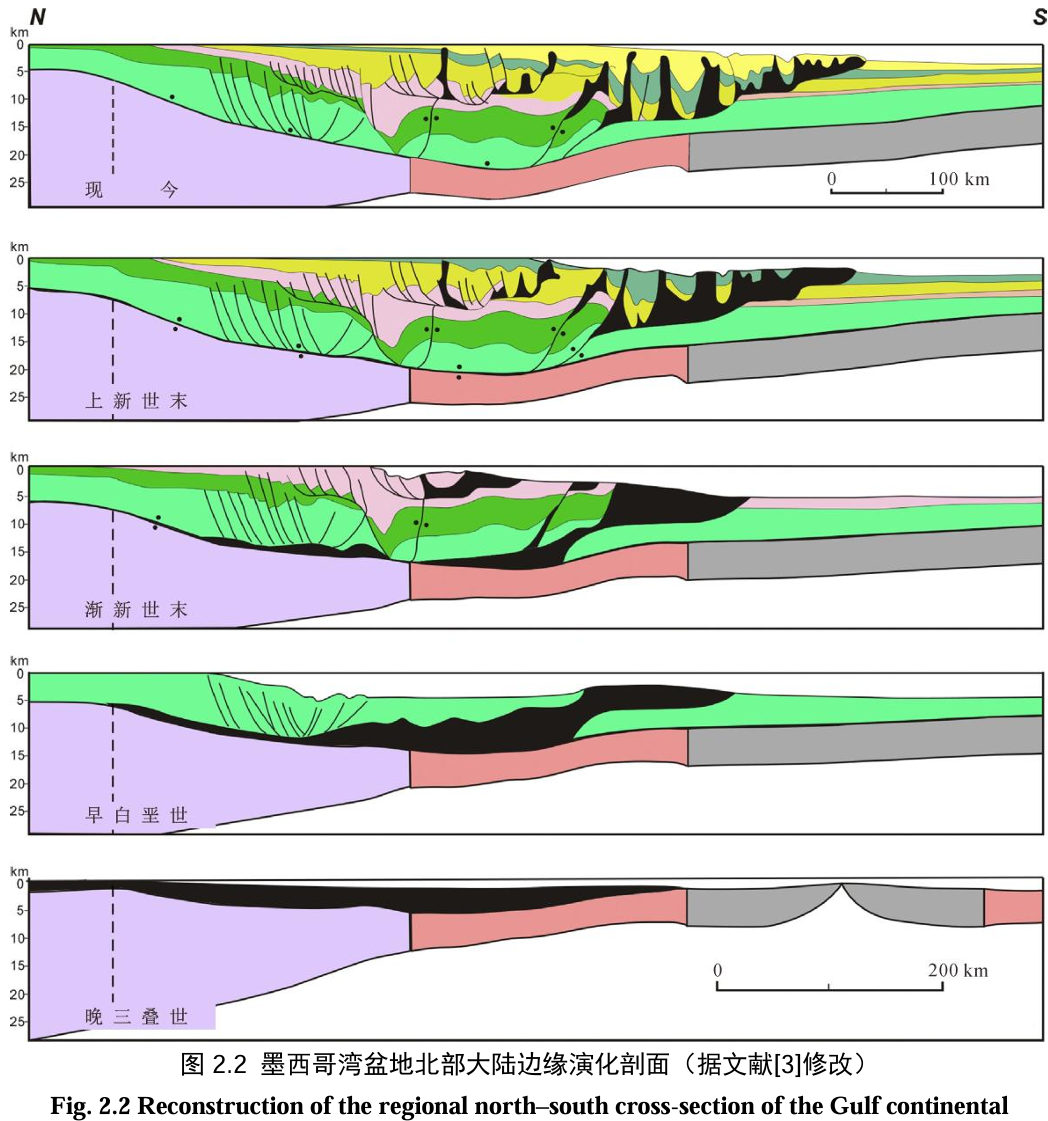 N S
km
0
5
10
15
20
25
现 今
0 100 km
km
0
5
10
15
20
25
上 新 世 末
km
0
5
10
15
20
25
渐 新 世 末
km
0
5
10
15
20
25
早 白 垩 世
km
0
5
10
15
20
25
晚 三 叠 世
0 200 km
图 2.2 墨西哥湾盆地北部大陆边缘演化剖面（据文献[3]修改）
Fig. 2.2 Reconstruction of the regional north–south cross-section of the Gulf continental